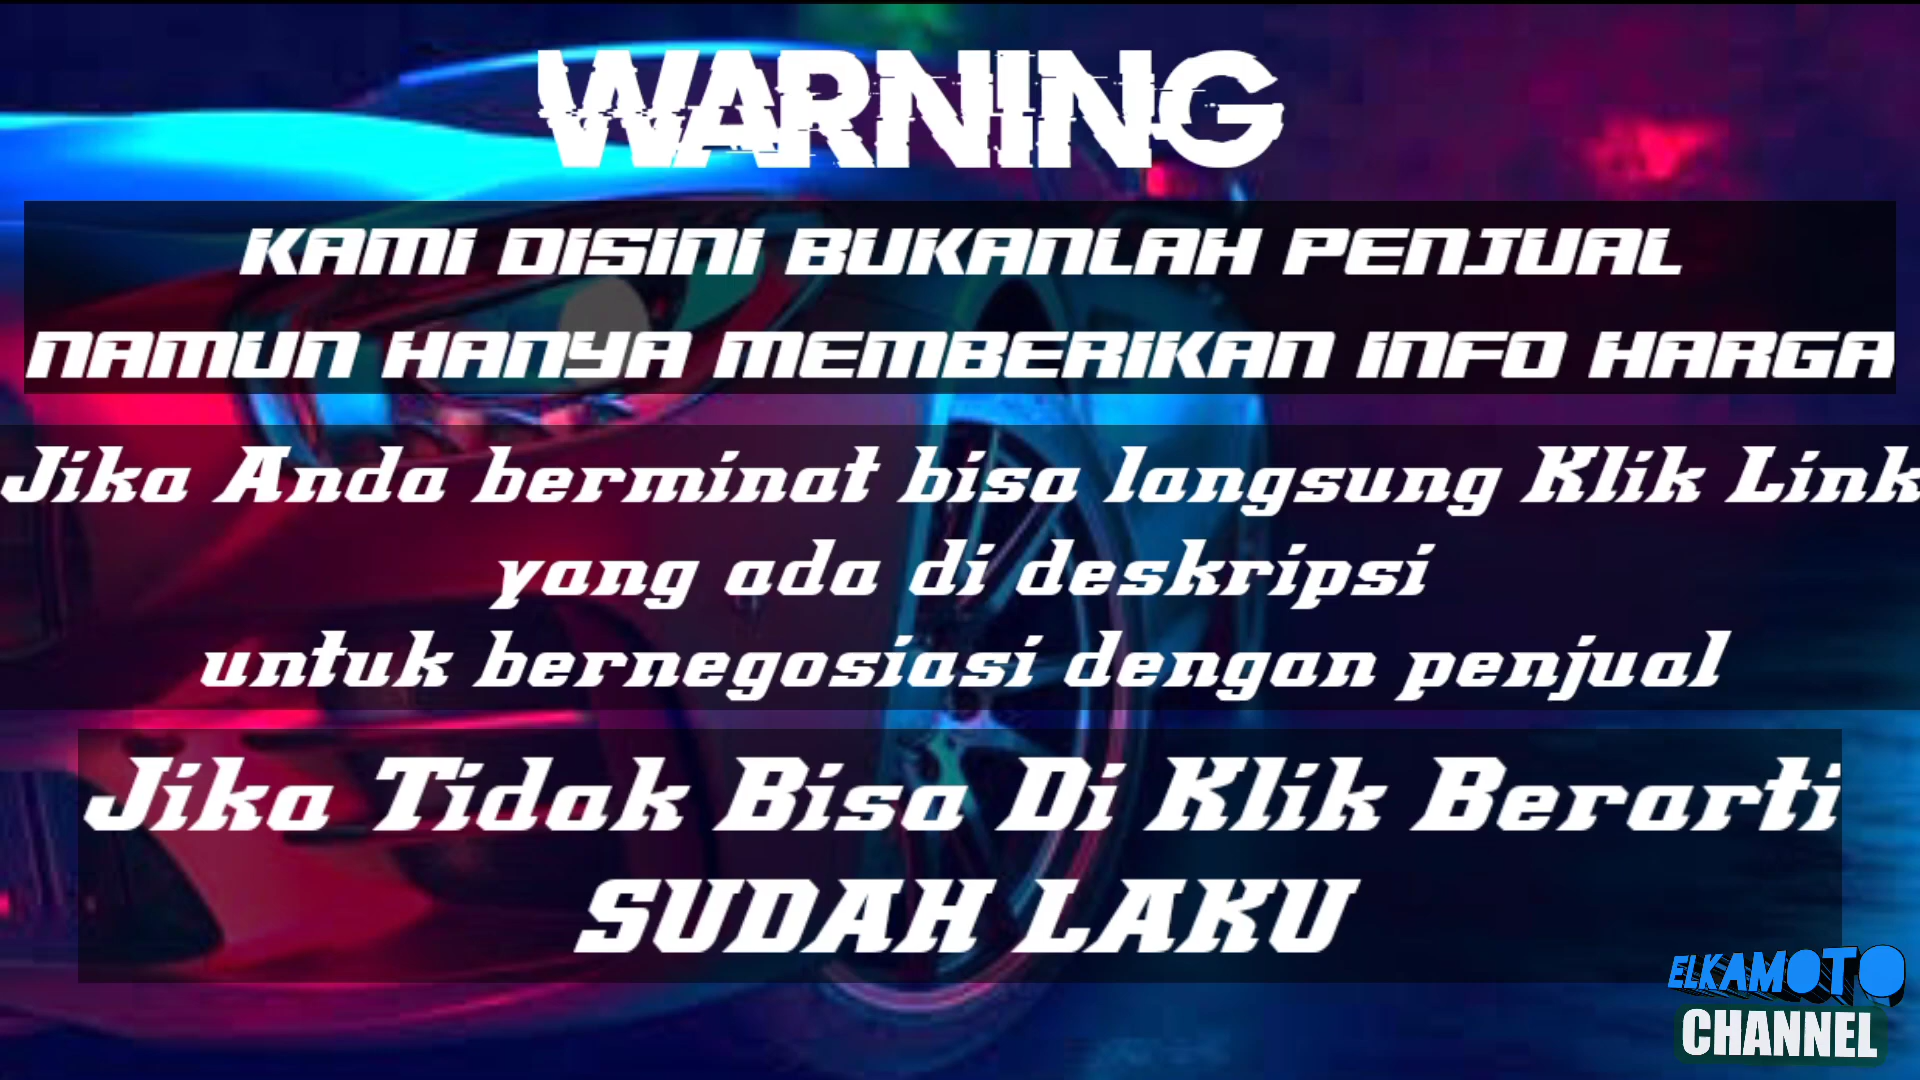 WARNING
KAMI DISINI BUKANLAH PENJUAL
NAMUN HANYA MEMBERIKAN INFO HARGA
Jika Anda berminat bisa langsung Klik Link
yang ada di deskripsi
untuk bernegosiasi dengan penjual
Jika Tidak Bisa Di Klik Berarti
SUDAH LAKU
ELKAMOTO
CHANNEL